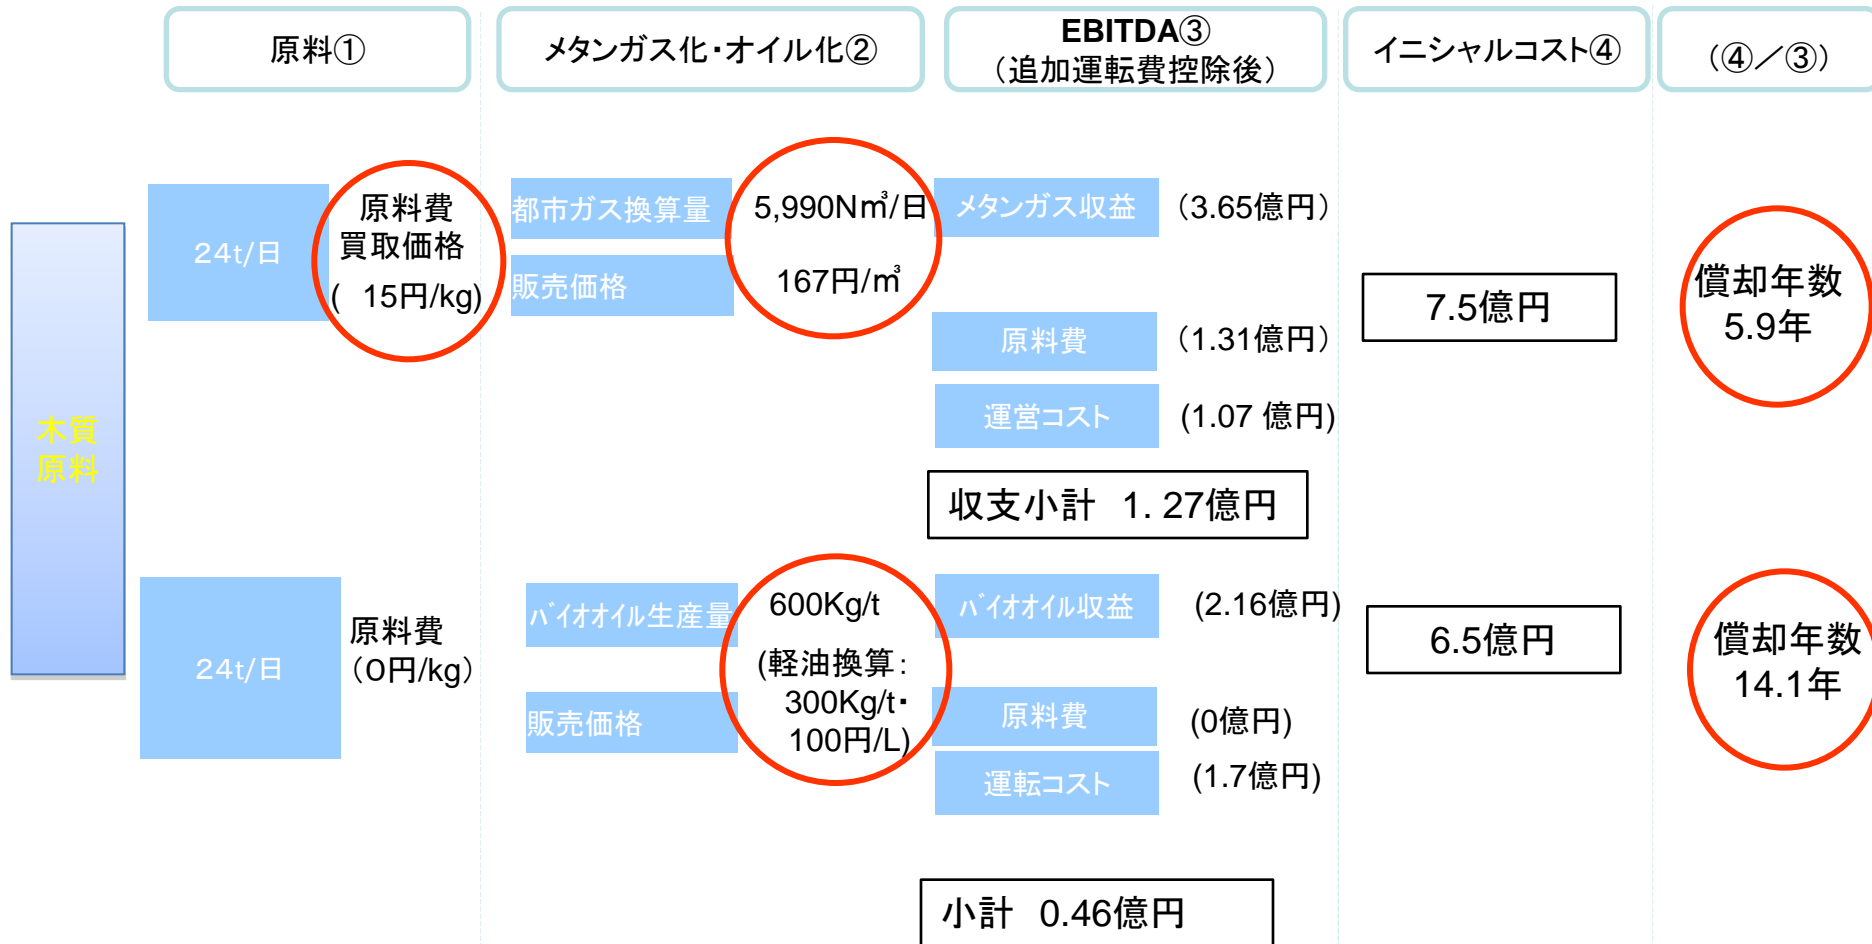 原料①
メタンガス化・オイル化②
EBITDA③
（追加運転費控除後）
イニシャルコスト④
（④／③）
木質
原料
24t/日
原料費
買取価格
( 15円/kg)
都市ガス換算量
5,990Nm³/日
販売価格
167円/m³
メタンガス収益
（3.65億円）
原料費
（1.31億円）
運営コスト
(1.07 億円)
収支小計 1. 27億円
7.5億円
償却年数
5.9年
24t/日
原料費
（0円/kg）
ﾊﾞイオオイル生産量
600Kg/t
(軽油換算：
300Kg/t・
100円/L)
販売価格
ﾊﾞイオオイル収益
(2.16億円)
原料費
(0億円)
運転コスト
(1.7億円)
小計 0.46億円
6.5億円
償却年数
14.1年